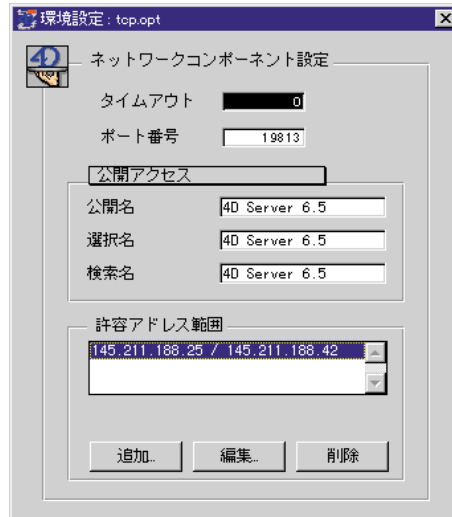 環境設定 : tcp.opt
ネットワークコンポーネント設定
タイムアウト 0
ポート番号 19813
公開アクセス
公開名 4D Server 6.5
選択名 4D Server 6.5
検索名 4D Server 6.5
許容アドレス範囲
145.211.188.25 / 145.211.188.42
追加... 編集... 削除